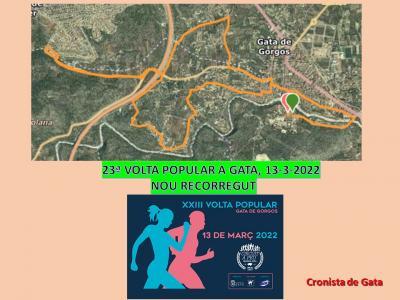 Gata de
Gorgos
23ª VOLTA POPULAR A GATA, 13-3-2022
NOU RECORREGUT
XXIII VOLTA POPULAR
GATA DE GORGOS
13 DE MARÇ 2022
Cronista de Gata